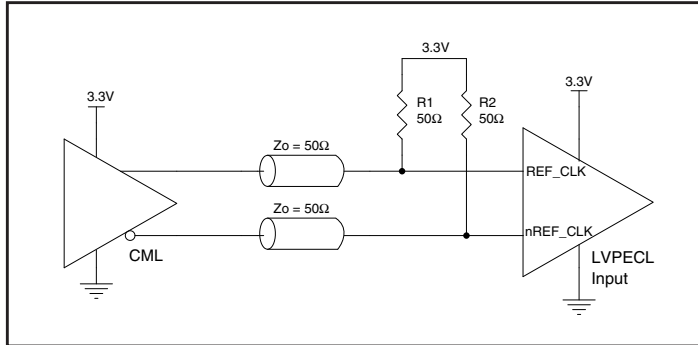 3.3V
3.3V
3.3V
R1
50Ω
R2
50Ω
Zo = 50Ω
REF_CLK
Zo = 50Ω
nREF_CLK
CML
LVPECL
Input